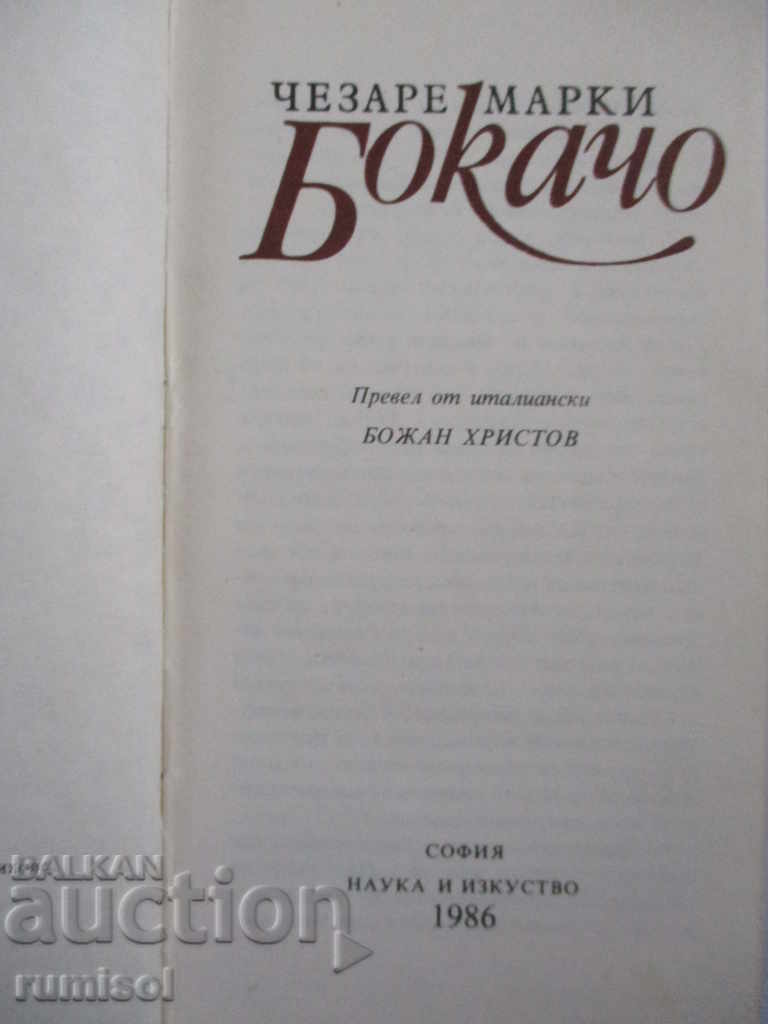 ЧЕЗАРЕ МАРКИ
Бокачо
Превел от италиански
БОЖАН ХРИСТОВ
СОФИЯ
НАУКА И ИЗКУСТВО
1986
BALKAN
auction
rumisol